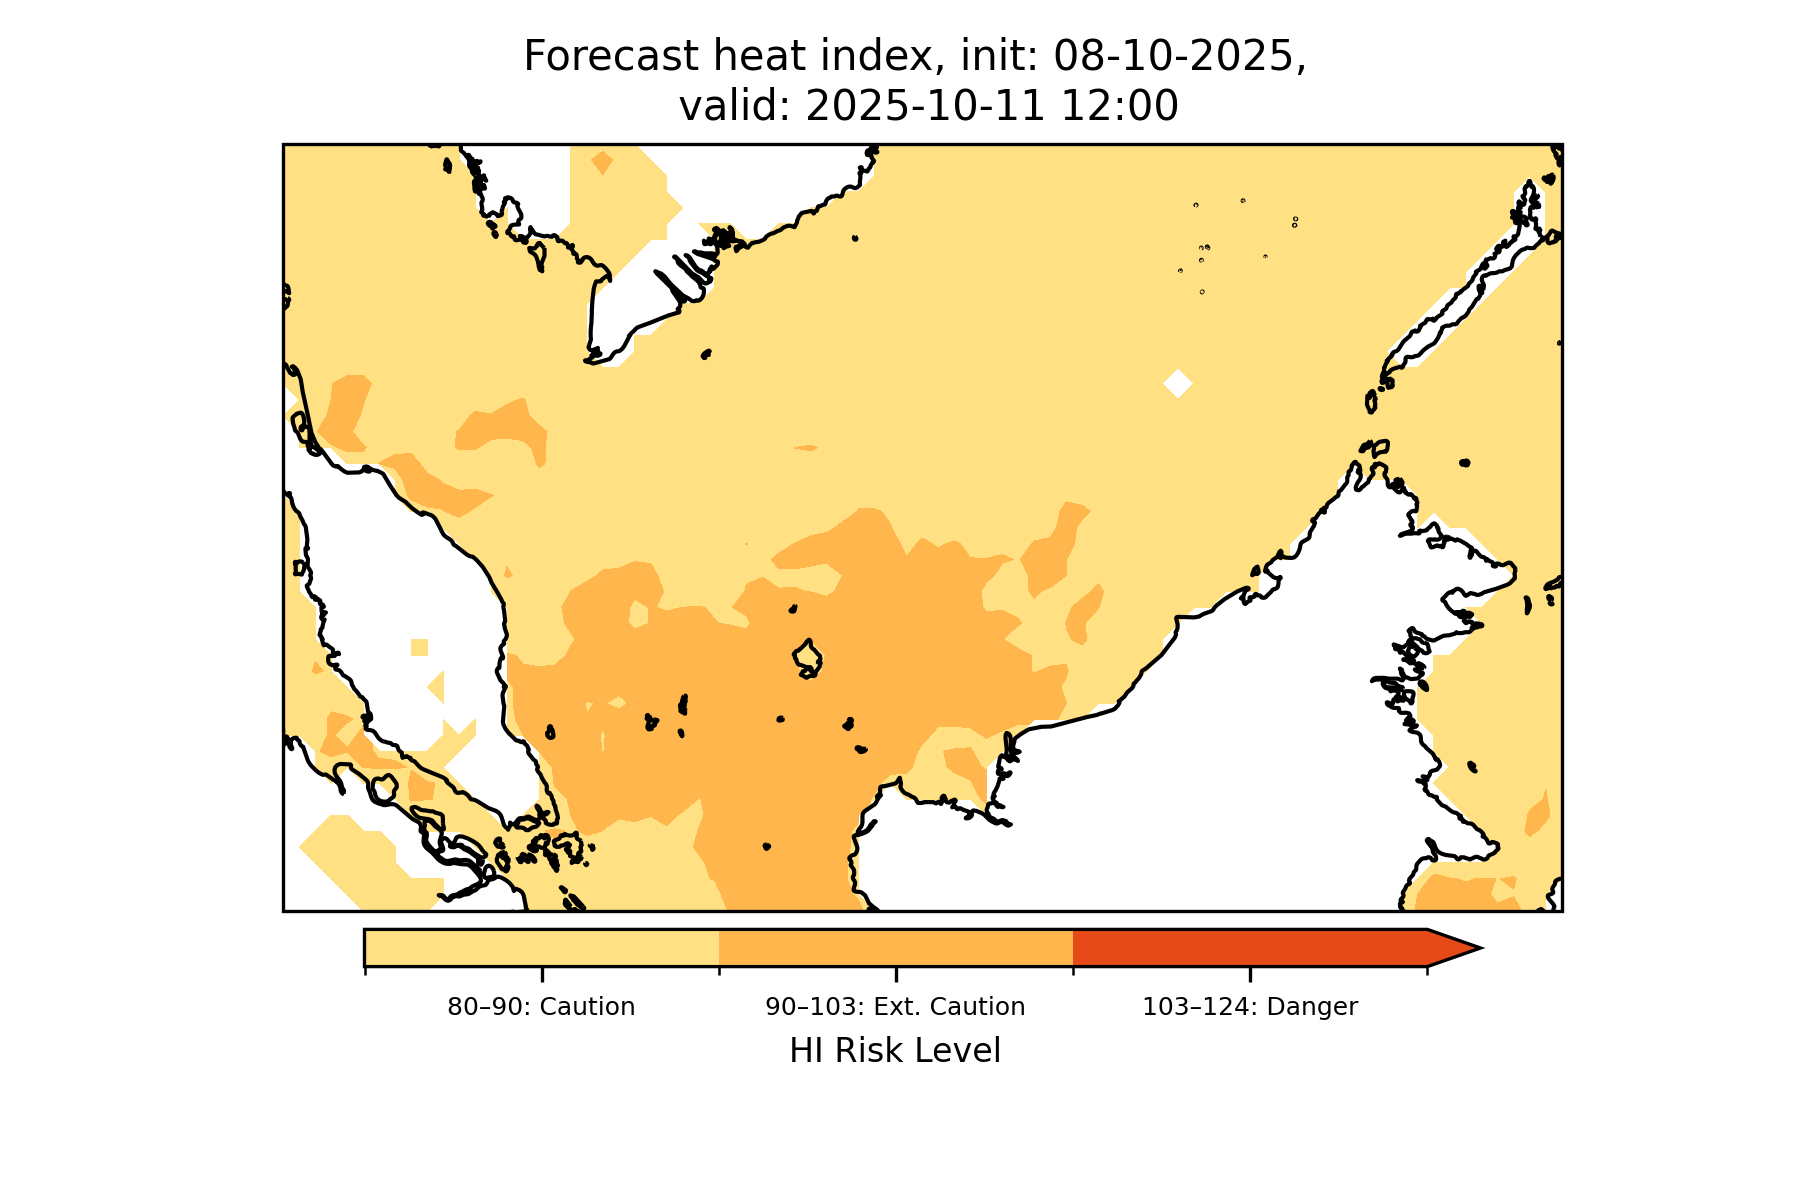 Forecast heat index, init: 08-10-2025,
valid: 2025-10-11 12:00
80–90: Caution
90–103: Ext. Caution
103–124: Danger
HI Risk Level